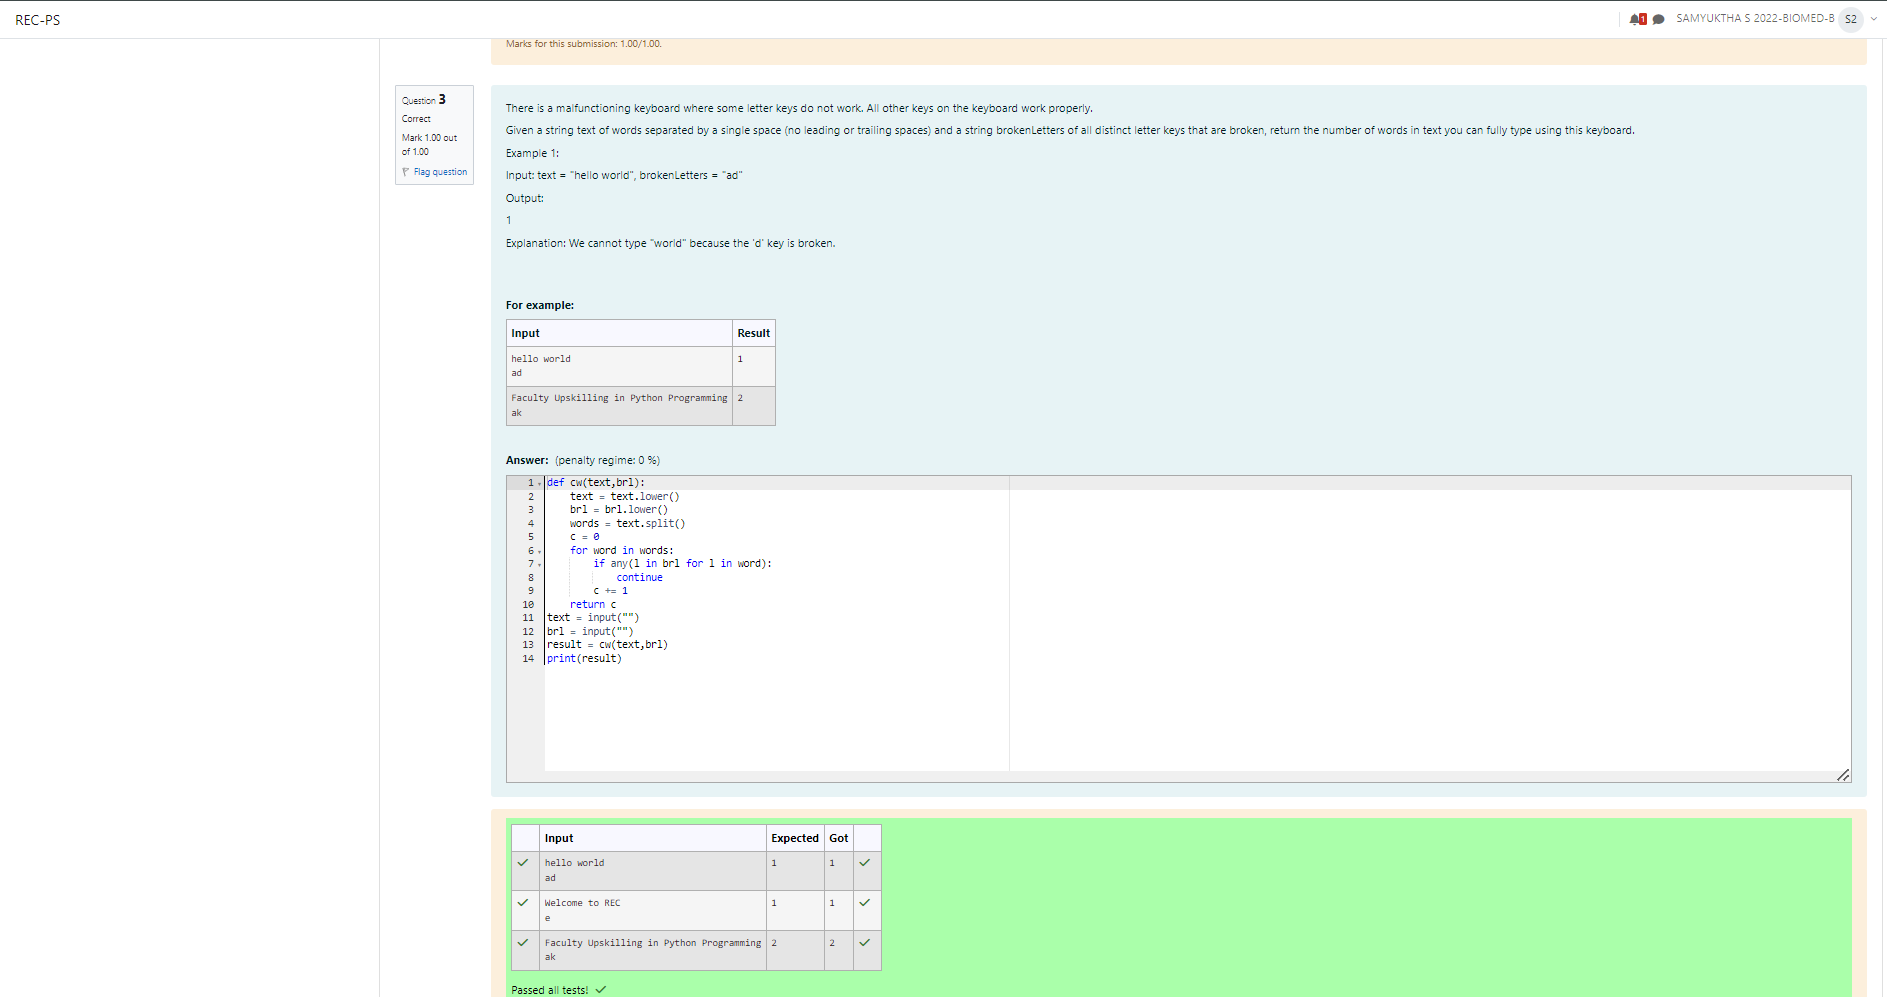 REC-PS
1
SAMYUKTHA S 2022-BIOMED-B S2
Marks for this submission: 1.00/1.00.
Question 3
Correct
Mark 1.00 out
of 1.00
Flag question
There is a malfunctioning keyboard where some letter keys do not work. All other keys on the keyboard work properly.
Given a string text of words separated by a single space (no leading or trailing spaces) and a string brokenLetters of all distinct letter keys that are broken, return the number of words in text you can fully type using this keyboard.
Example 1:
Input: text = "hello world", brokenLetters = "ad"
Output:
1
Explanation: We cannot type "world" because the 'd' key is broken.
For example:
Input Result
hello world 1
ad
Faculty Upskilling in Python Programming 2
ak
Answer: (penalty regime: 0 %)
1 def cw(text,brl):
2     text = text.lower()
3     brl = brl.lower()
4     words = text.split()
5     c = 0
6     for word in words:
7         if any(l in brl for l in word):
8             continue
9         c += 1
10     return c
11 text = input("")
12 brl = input("")
13 result = cw(text,brl)
14 print(result)
Input Expected Got
hello world 1 1
ad
Welcome to REC 1 1
e
Faculty Upskilling in Python Programming 2 2
ak
Passed all tests!